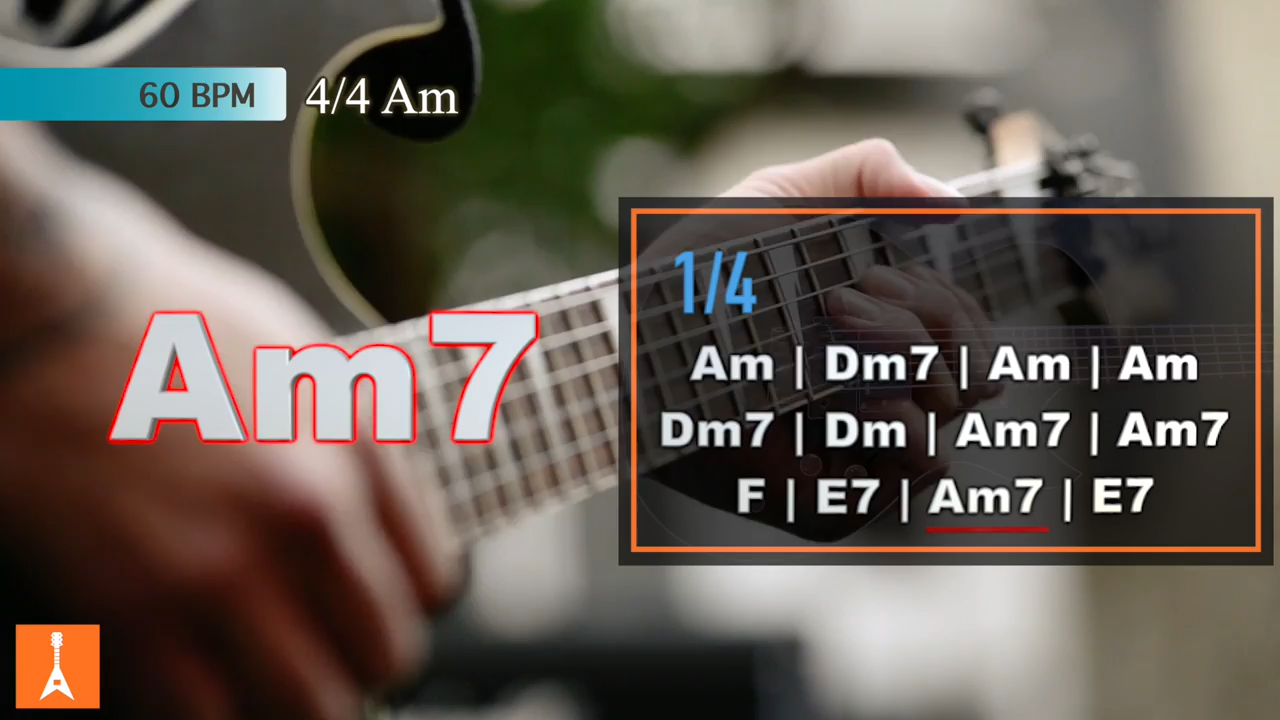 60 BPM 4/4 Am
Am7
1/4
Am | Dm7 | Am | Am
Dm7 | Dm | Am7 | Am7
F | E7 | Am7 | E7